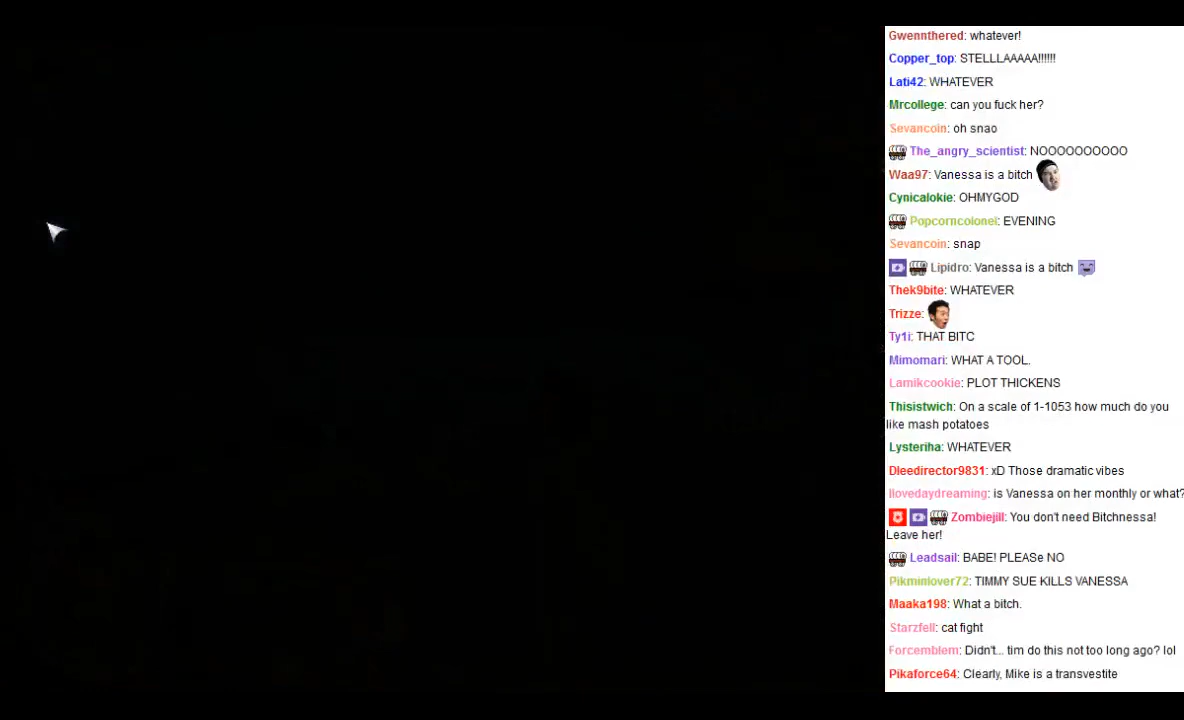 Gwennthered: whatever!
Copper_top: STELLLAAAAA!!!!!!
Lati42: WHATEVER
Mrcollege: can you fuck her?
Sevancoin: oh snao
The_angry_scientist: NOOOOOOOOOO
Waa97: Vanessa is a bitch
Cynicalokie: OHMYGOD
Popcorncolonel: EVENING
Sevancoin: snap
Lipidro: Vanessa is a bitch
Thek9bite: WHATEVER
Trizze:
Ty1i: THAT BITC
Mimomari: WHAT A TOOL.
Lamikcookie: PLOT THICKENS
Thisistwich: On a scale of 1-1053 how much do you
like mash potatoes
Lysteriha: WHATEVER
Dleedirector9831: xD Those dramatic vibes
Ilovedaydreaming: is Vanessa on her monthly or what?
Zombiejill: You don't need Bitchnessa!
Leave her!
Leadsail: BABE! PLEASe NO
Pikminlover72: TIMMY SUE KILLS VANESSA
Maaka198: What a bitch.
Starzfell: cat fight
Forcemblem: Didn't... tim do this not too long ago? lol
Pikaforce64: Clearly, Mike is a transvestite